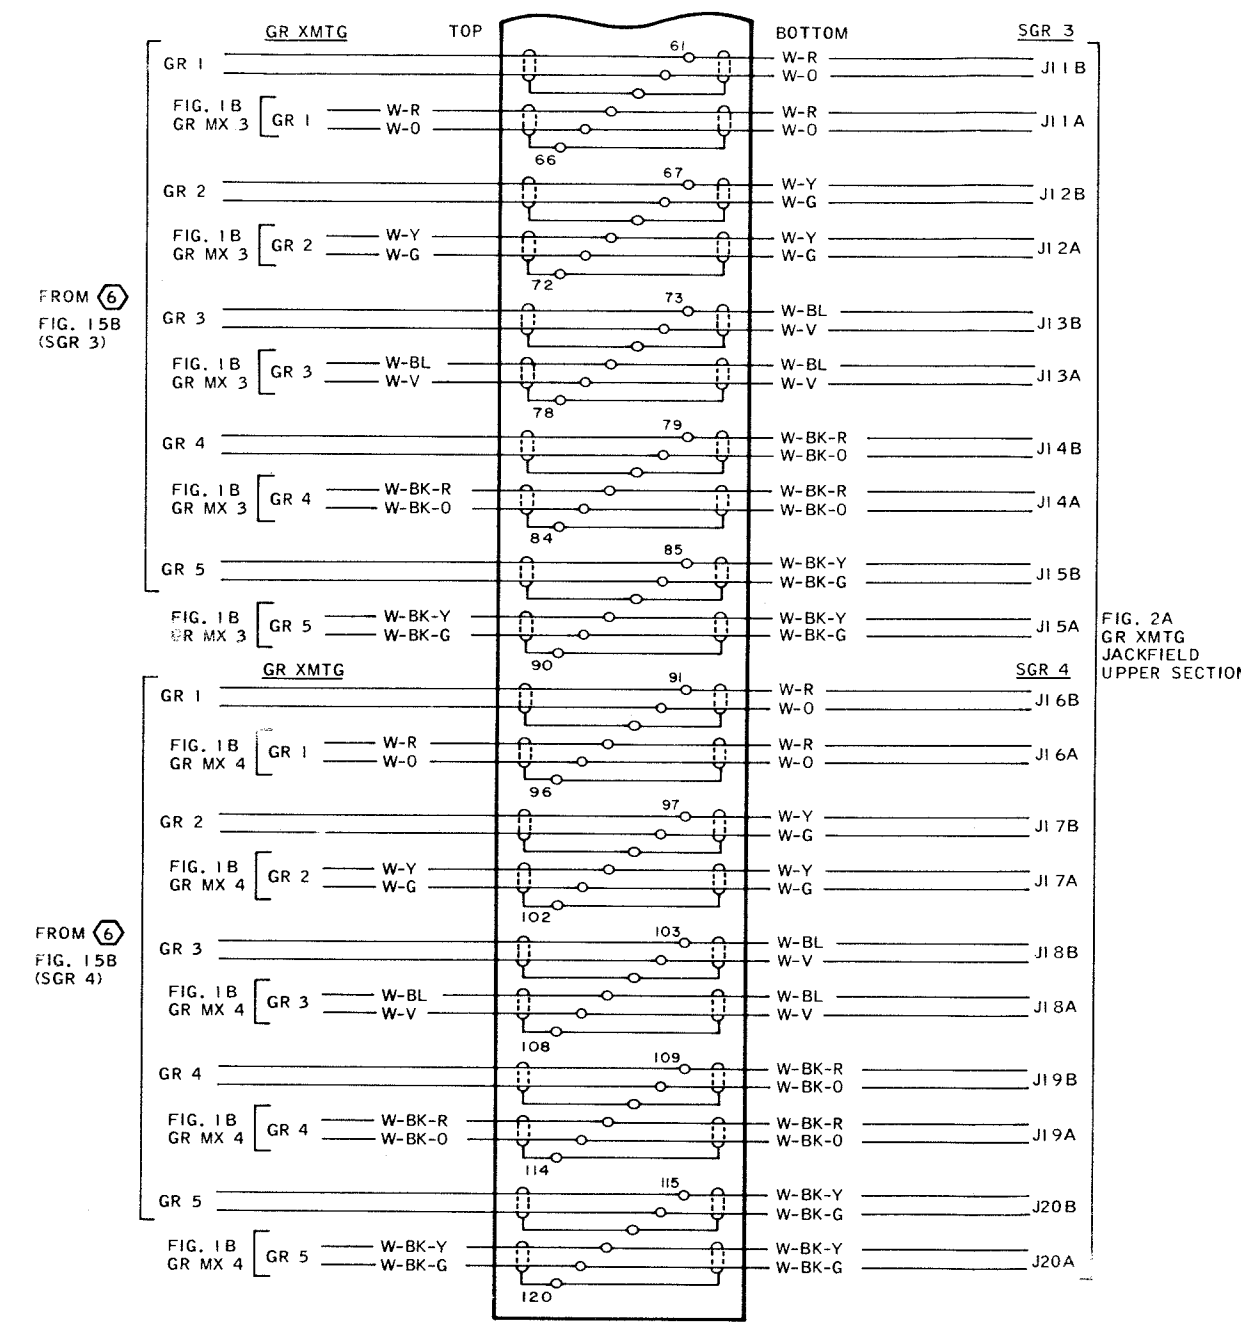 GR XMTG TOP BOTTOM SGR 3
GR 1 61 W-R J11B
W-O
FIG. 1B GR 1 W-R W-R J11A
GR MX 3 W-O W-O
66
GR 2 67 W-Y J12B
W-G
FIG. 1B GR 2 W-Y W-Y J12A
GR MX 3 W-G W-G
72
FROM 6
FIG. 15B
(SGR 3)
GR 3 73 W-BL J13B
W-V
FIG. 1B GR 3 W-BL W-BL J13A
GR MX 3 W-V W-V
78
GR 4 79 W-BK-R J14B
W-BK-O
FIG. 1B GR 4 W-BK-R W-BK-R J14A
GR MX 3 W-BK-O W-BK-O
84
GR 5 85 W-BK-Y J15B
W-BK-G
FIG. 1B GR 5 W-BK-Y W-BK-Y J15A
GR MX 3 W-BK-G W-BK-G
90
FIG. 2A
GR XMTG
JACKFIELD
UPPER SECTION
GR XMTG SGR 4
GR 1 91 W-R J16B
W-O
FIG. 1B GR 1 W-R W-R J16A
GR MX 4 W-O W-O
96
GR 2 97 W-Y J17B
W-G
FIG. 1B GR 2 W-Y W-Y J17A
GR MX 4 W-G W-G
102
FROM 6
FIG. 15B
(SGR 4)
GR 3 103 W-BL J18B
W-V
FIG. 1B GR 3 W-BL W-BL J18A
GR MX 4 W-V W-V
108
GR 4 109 W-BK-R J19B
W-BK-O
FIG. 1B GR 4 W-BK-R W-BK-R J19A
GR MX 4 W-BK-O W-BK-O
114
GR 5 115 W-BK-Y J20B
W-BK-G
FIG. 1B GR 5 W-BK-Y W-BK-Y J20A
GR MX 4 W-BK-G W-BK-G
120